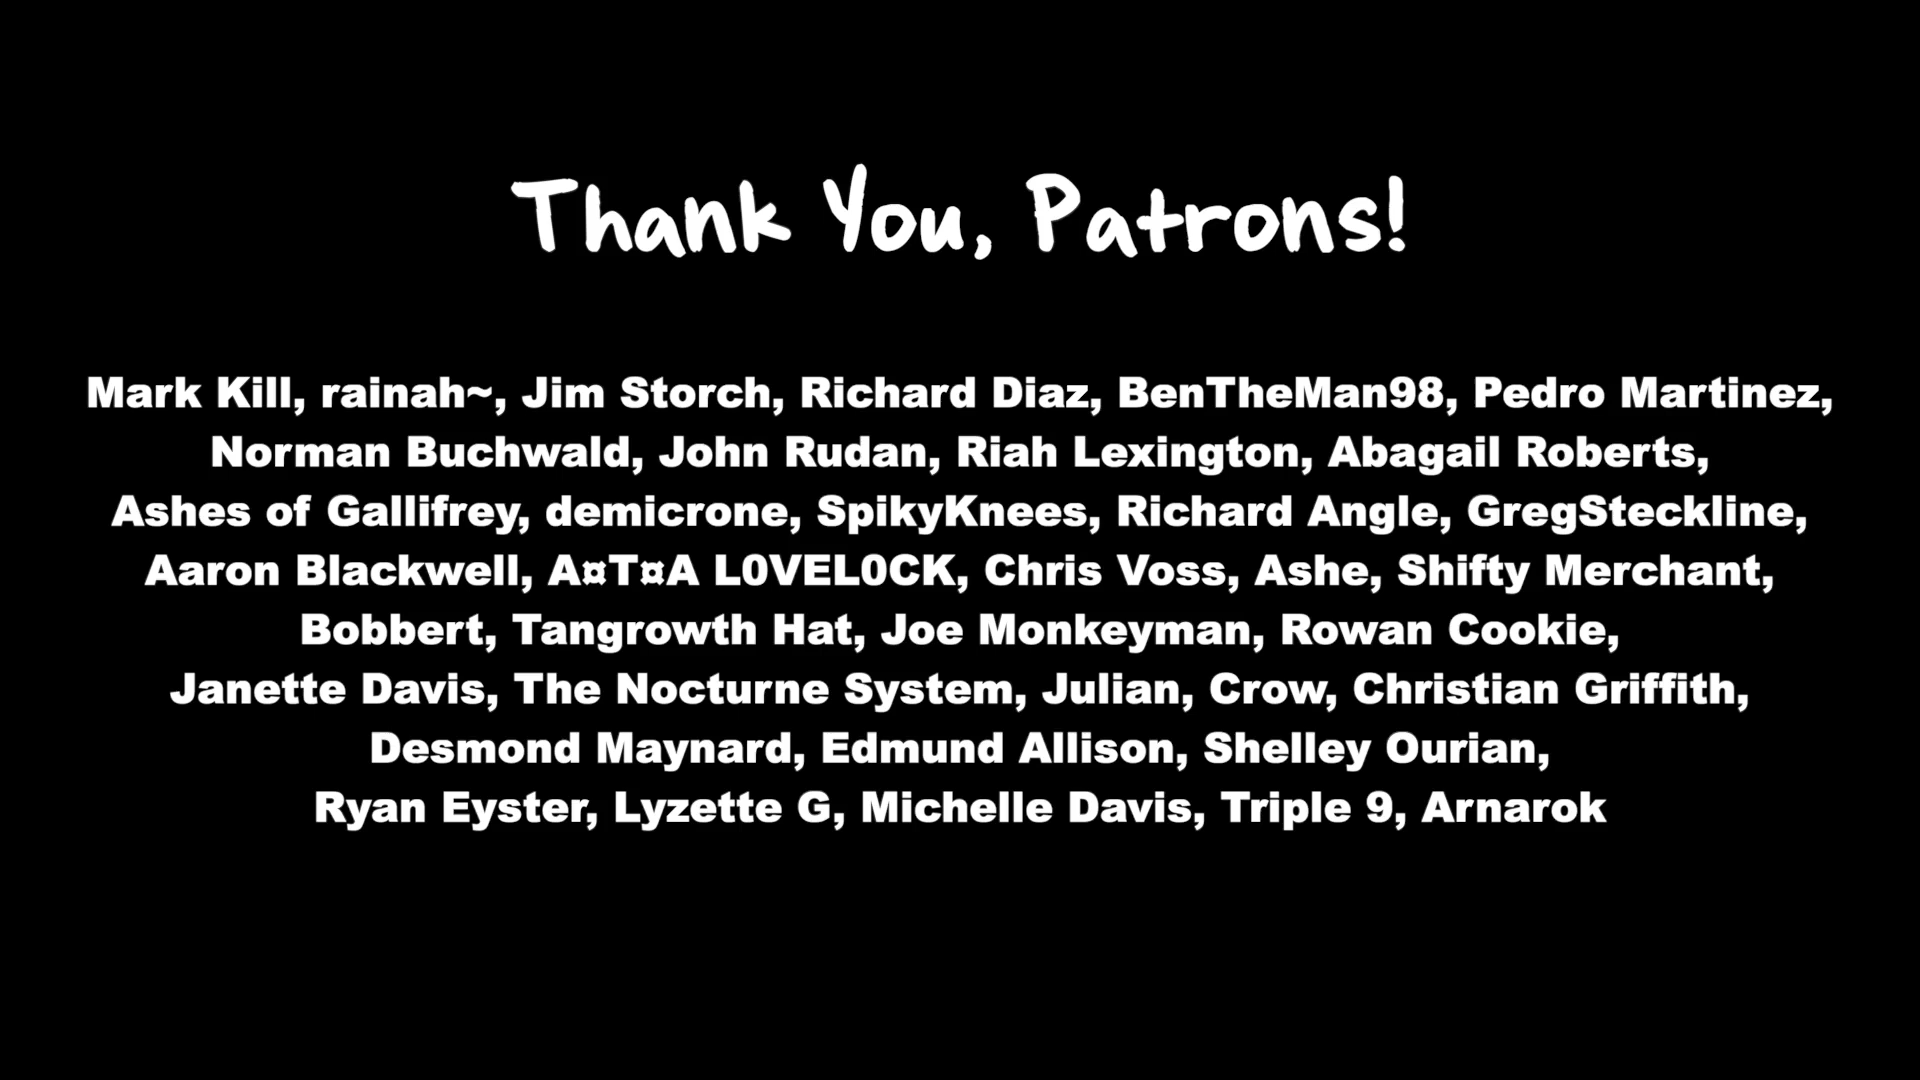 Thank You, Patrons!
Mark Kill, rainah~, Jim Storch, Richard Diaz, BenTheMan98, Pedro Martinez,
Norman Buchwald, John Rudan, Riah Lexington, Abagail Roberts,
Ashes of Gallifrey, demicrone, SpikyKnees, Richard Angle, GregSteckline,
Aaron Blackwell, A¤T¤A L0VEL0CK, Chris Voss, Ashe, Shifty Merchant,
Bobbert, Tangrowth Hat, Joe Monkeyman, Rowan Cookie,
Janette Davis, The Nocturne System, Julian, Crow, Christian Griffith,
Desmond Maynard, Edmund Allison, Shelley Ourian,
Ryan Eyster, Lyzette G, Michelle Davis, Triple 9, Arnarok